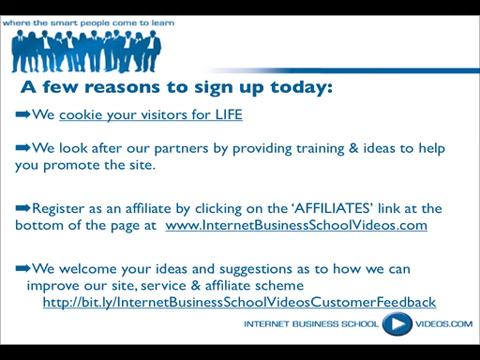 where the smart people come to learn
A few reasons to sign up today:
➡We cookie your visitors for LIFE
➡We look after our partners by providing training & ideas to help
you promote the site.
➡Register as an affiliate by clicking on the ‘AFFILIATES’ link at the
bottom of the page at www.InternetBusinessSchoolVideos.com
➡We welcome your ideas and suggestions as to how we can
improve our site, service & affiliate scheme
http://bit.ly/InternetBusinessSchoolVideosCustomerFeedback
INTERNET BUSINESS SCHOOL VIDEOS.COM